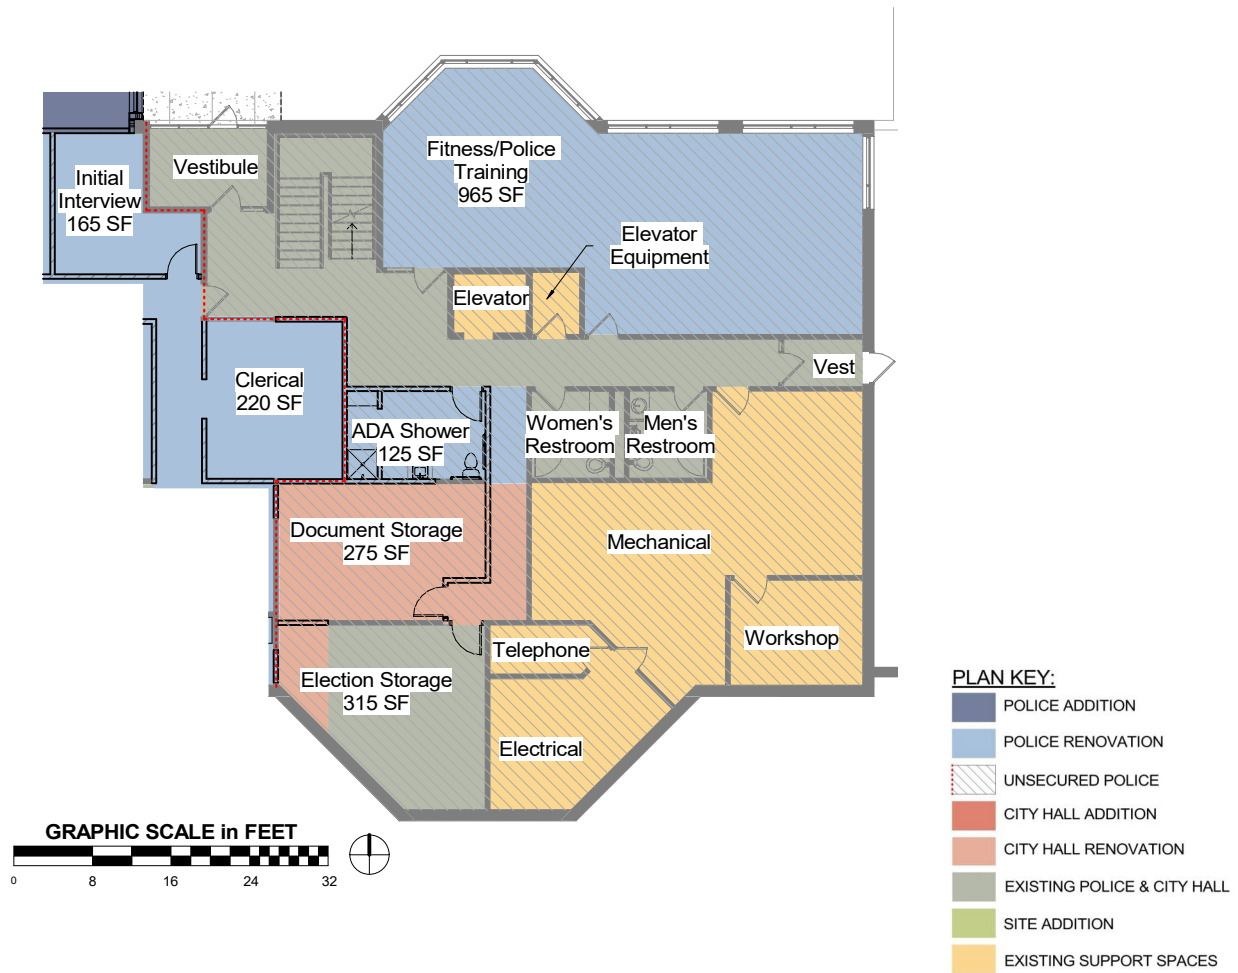 Fitness/Police
Training
965 SF
Vestibule
Initial
Interview
165 SF
Elevator
Equipment
Elevator
Vest
Clerical
220 SF
ADA Shower
125 SF
Women's
Restroom
Men's
Restroom
Document Storage
275 SF
Mechanical
Workshop
Telephone
Election Storage
315 SF
Electrical
GRAPHIC SCALE in FEET
0 8 16 24 32
PLAN KEY:
POLICE ADDITION
POLICE RENOVATION
UNSECURED POLICE
CITY HALL ADDITION
CITY HALL RENOVATION
EXISTING POLICE & CITY HALL
SITE ADDITION
EXISTING SUPPORT SPACES